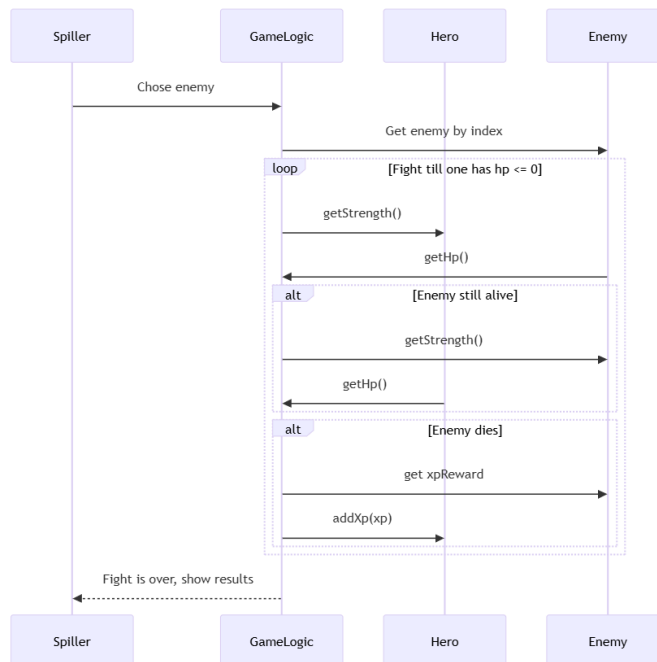 Spiller GameLogic Hero Enemy
Chose enemy
Get enemy by index
loop [Fight till one has hp <= 0]
getStrength()
getHp()
alt [Enemy still alive]
getStrength()
getHp()
alt [Enemy dies]
get xpReward
addXp(xp)
Fight is over, show results
Spiller GameLogic Hero Enemy